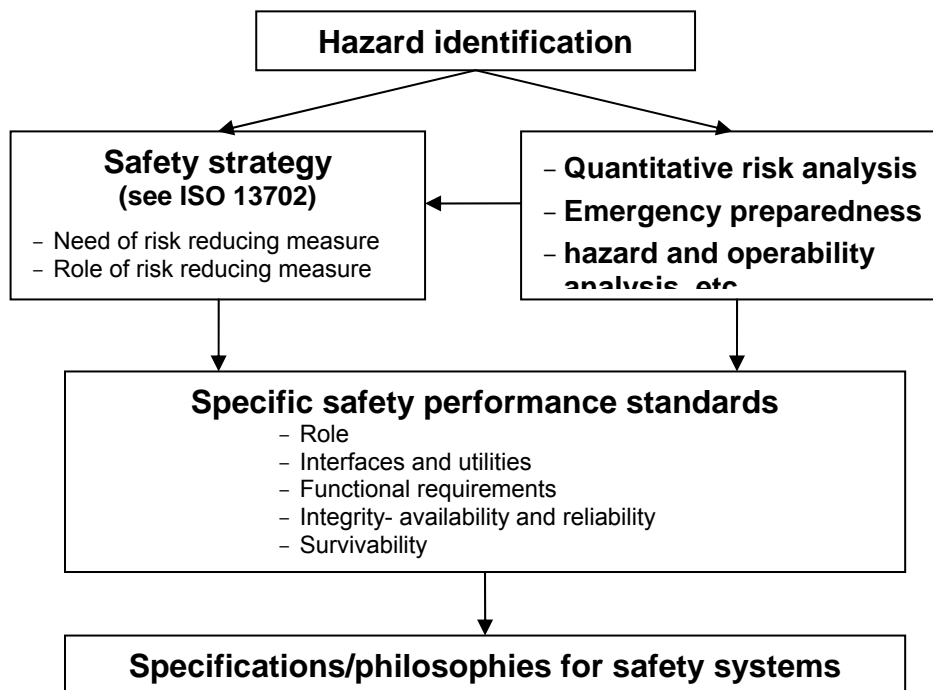 Hazard identification
Safety strategy
(see ISO 13702)
– Need of risk reducing measure
– Role of risk reducing measure
– Quantitative risk analysis
– Emergency preparedness
– hazard and operability
analysis, etc
Specific safety performance standards
– Role
– Interfaces and utilities
– Functional requirements
– Integrity- availability and reliability
– Survivability
Specifications/philosophies for safety systems